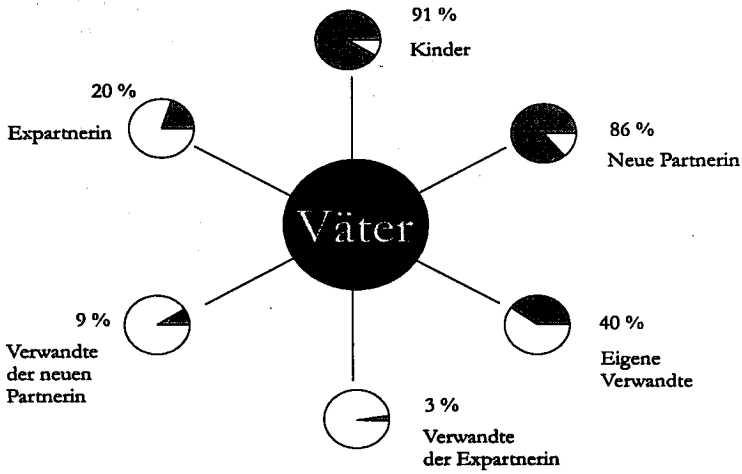 91 %
Kinder
20 %
Expartnerin
86 %
Neue Partnerin
Väter
9 %
Verwandte
der neuen
Partnerin
40 %
Eigene
Verwandte
3 %
Verwandte
der Expartnerin